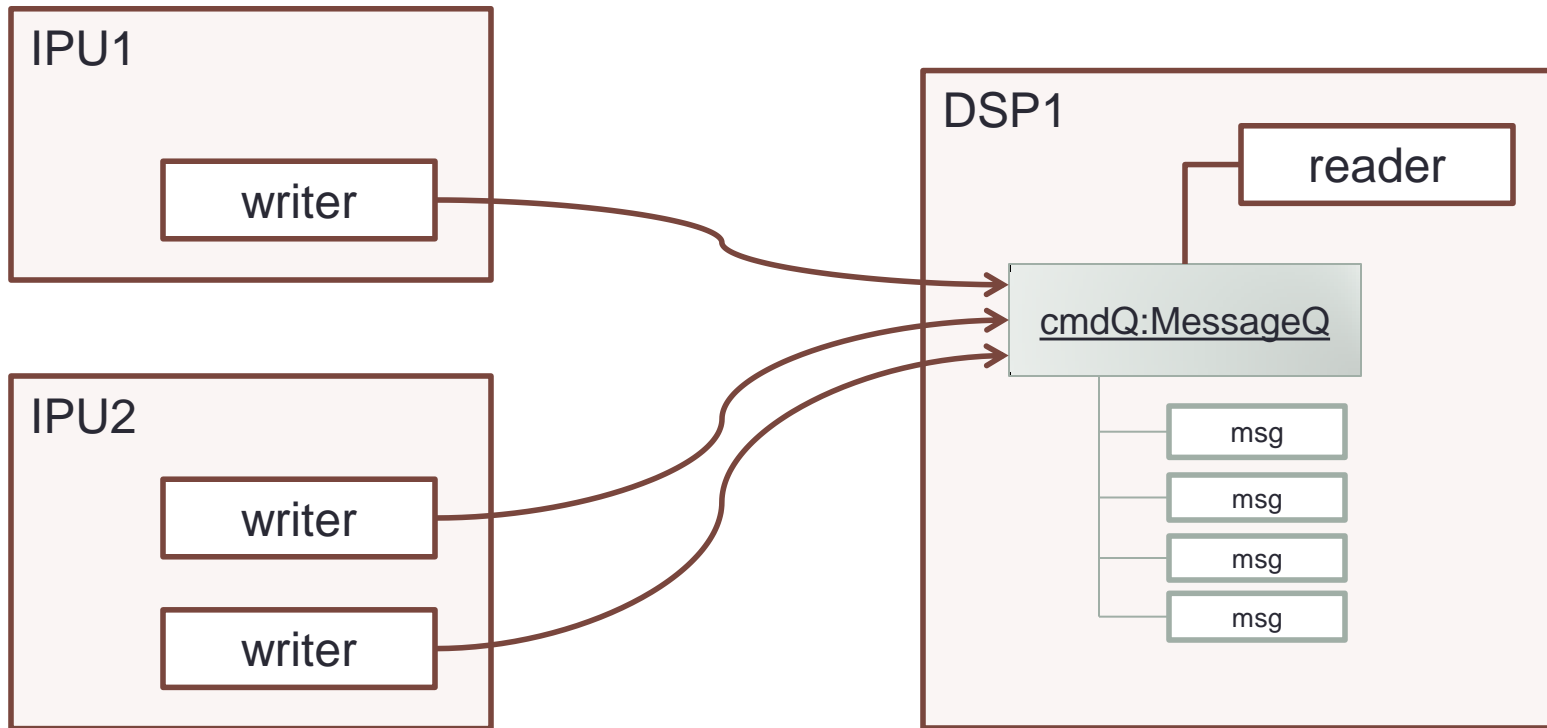 IPU1
writer
IPU2
writer
writer
DSP1
reader
cmdQ:MessageQ
msg
msg
msg
msg